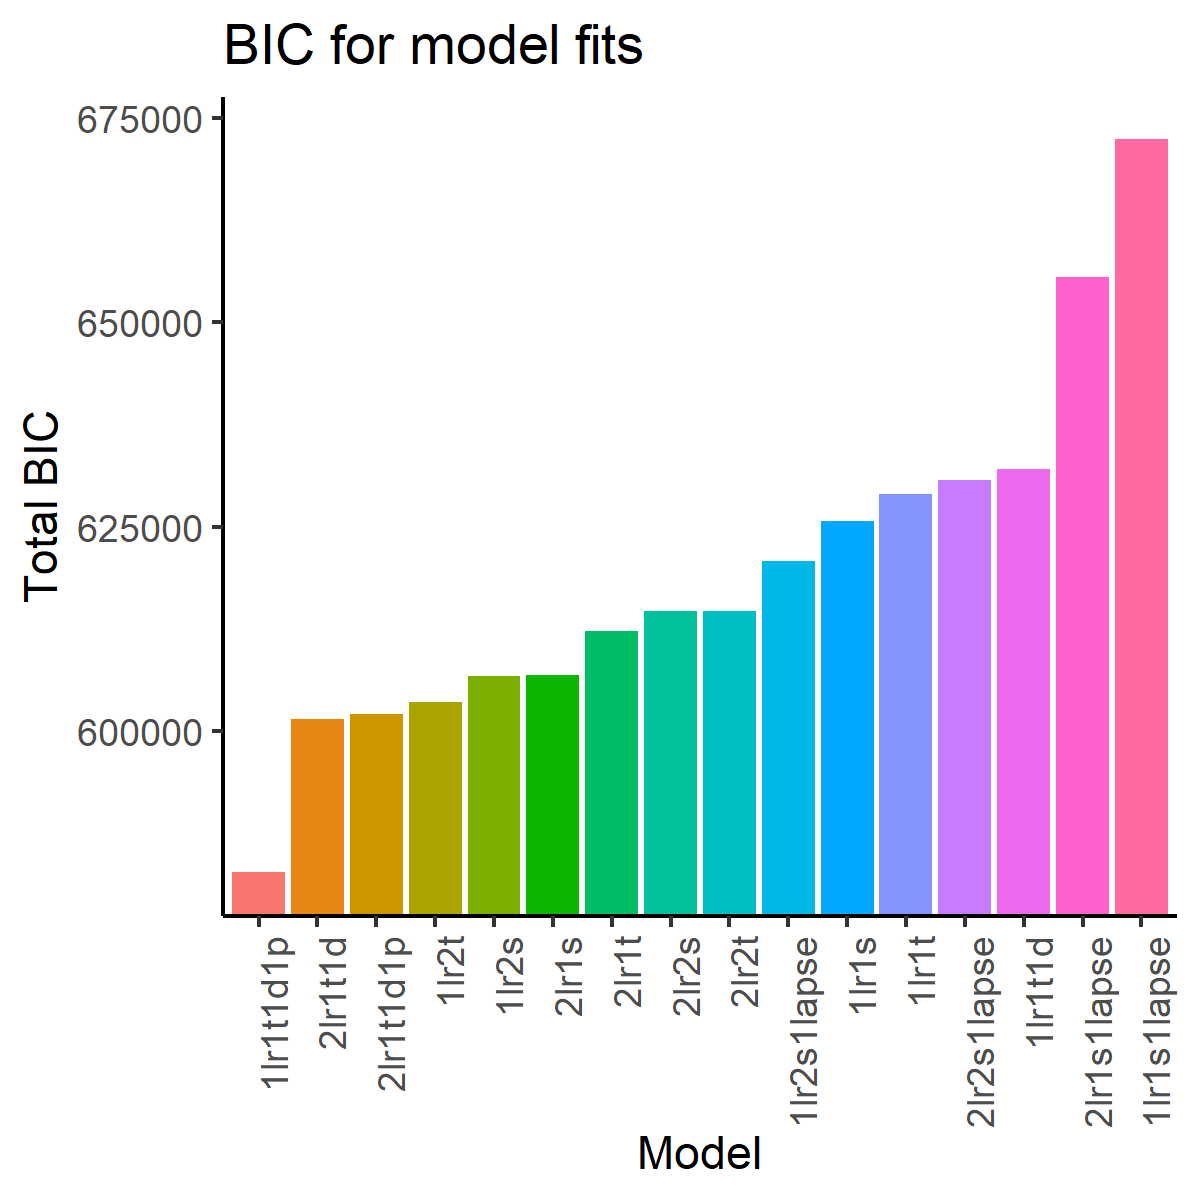 BIC for model fits
Total BIC
675000
650000
625000
600000
1lr1t1d1p
2lr1t1d
2lr1t1d1p
1lr2t
1lr2s
2lr1s
2lr1t
2lr2s
2lr2t
1lr2s1lapse
1lr1s
1lr1t
2lr2s1lapse
1lr1t1d
2lr1s1lapse
1lr1s1lapse
Model